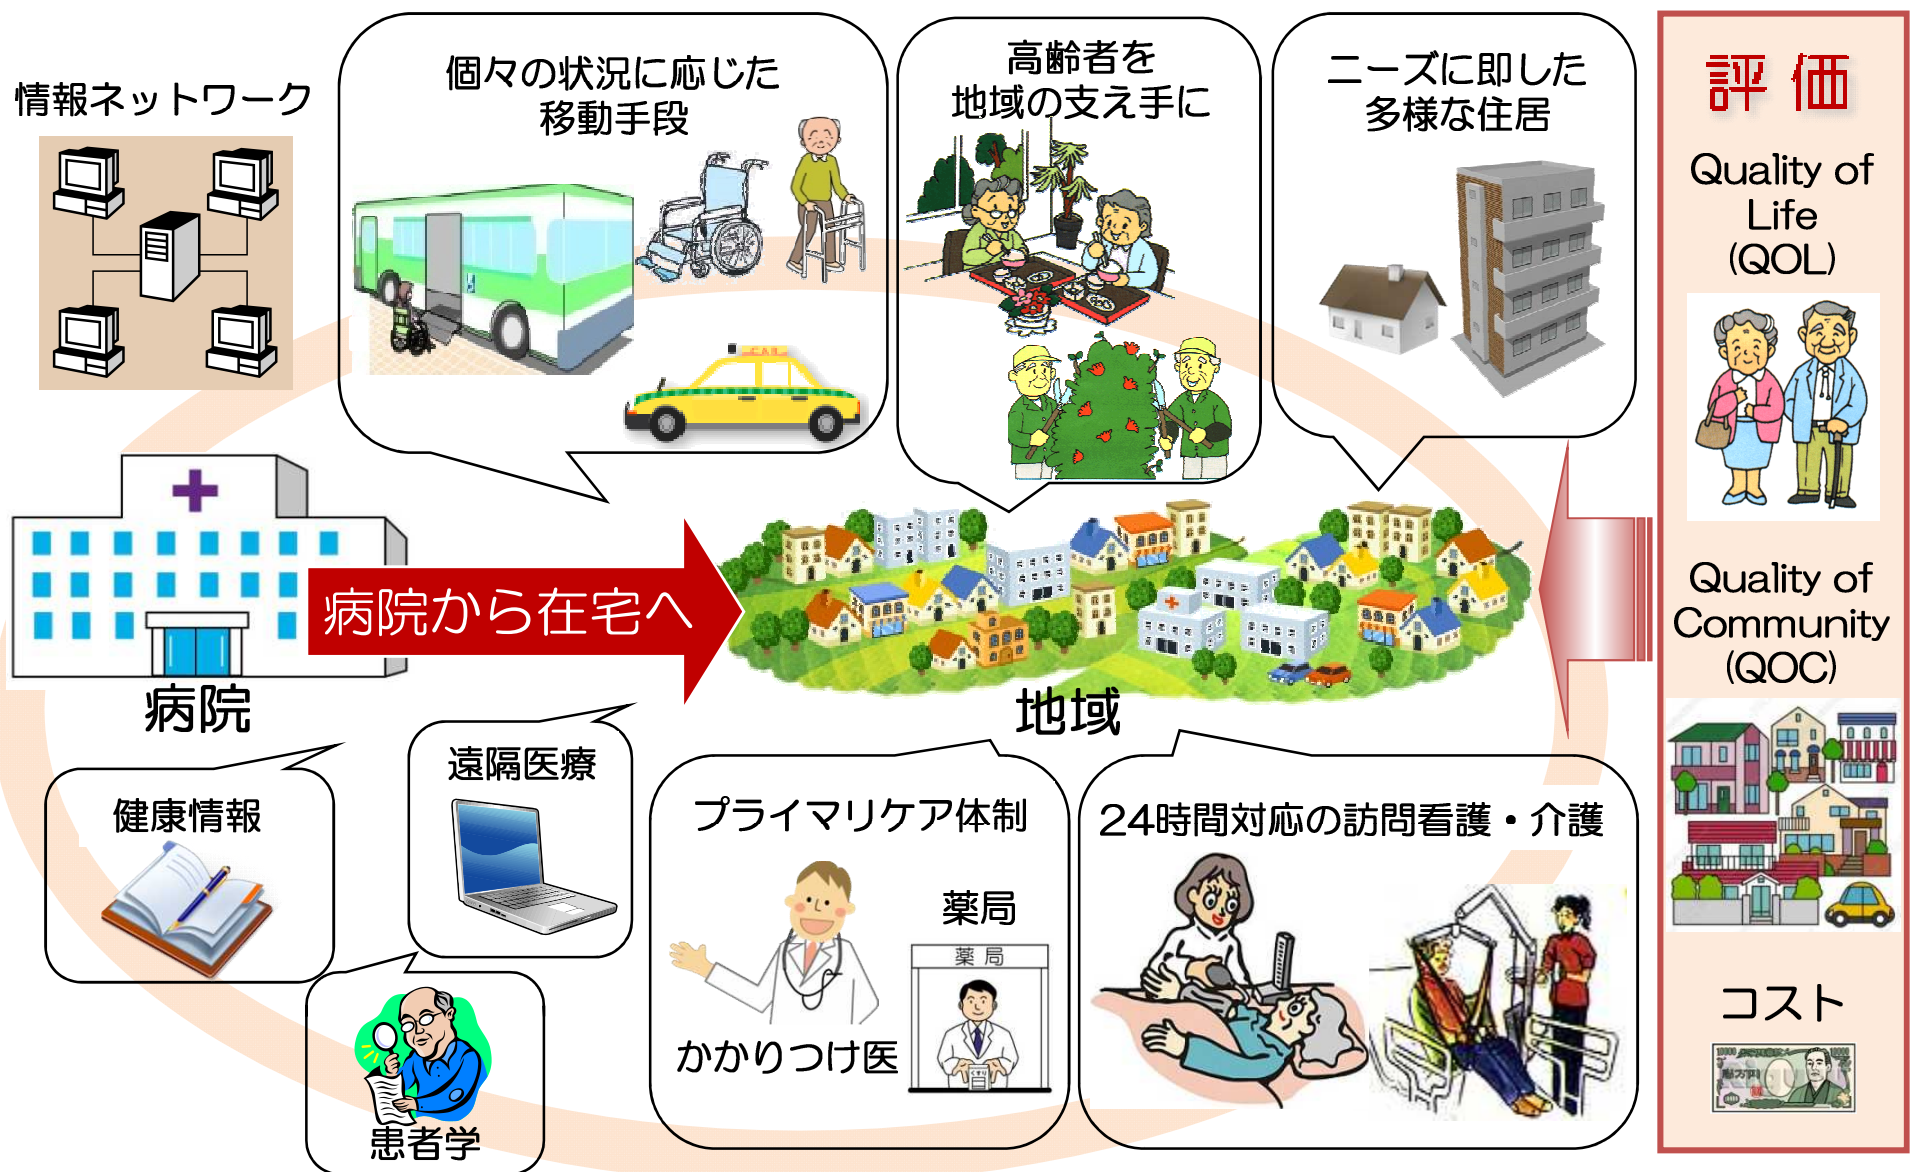 情報ネットワーク
個々の状況に応じた
移動手段
高齢者を
地域の支え手に
ニーズに即した
多様な住居
評価
Quality of
Life
(QOL)
病院から在宅へ
病院
地域
Quality of
Community
(QOC)
健康情報
遠隔医療
患者学
プライマリケア体制
かかりつけ医
薬局
薬局
くすり
24時間対応の訪問看護・介護
コスト